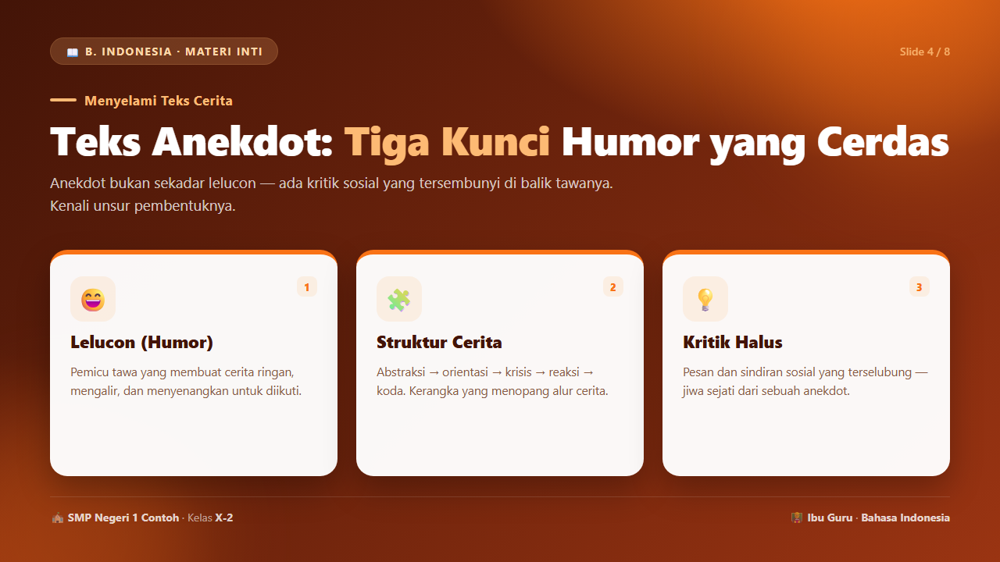 B. INDONESIA · MATERI INTI
Slide 4 / 8
Menyelami Teks Cerita
Teks Anekdot: Tiga Kunci Humor yang Cerdas
Anekdot bukan sekadar lelucon — ada kritik sosial yang tersembunyi di balik tawanya.
Kenali unsur pembentuknya.
1
Lelucon (Humor)
Pemicu tawa yang membuat cerita ringan,
mengalir, dan menyenangkan untuk diikuti.
2
Struktur Cerita
Abstraksi → orientasi → krisis → reaksi →
koda. Kerangka yang menopang alur cerita.
3
Kritik Halus
Pesan dan sindiran sosial yang terselubung —
jiwa sejati dari sebuah anekdot.
SMP Negeri 1 Contoh · Kelas X-2
Ibu Guru · Bahasa Indonesia